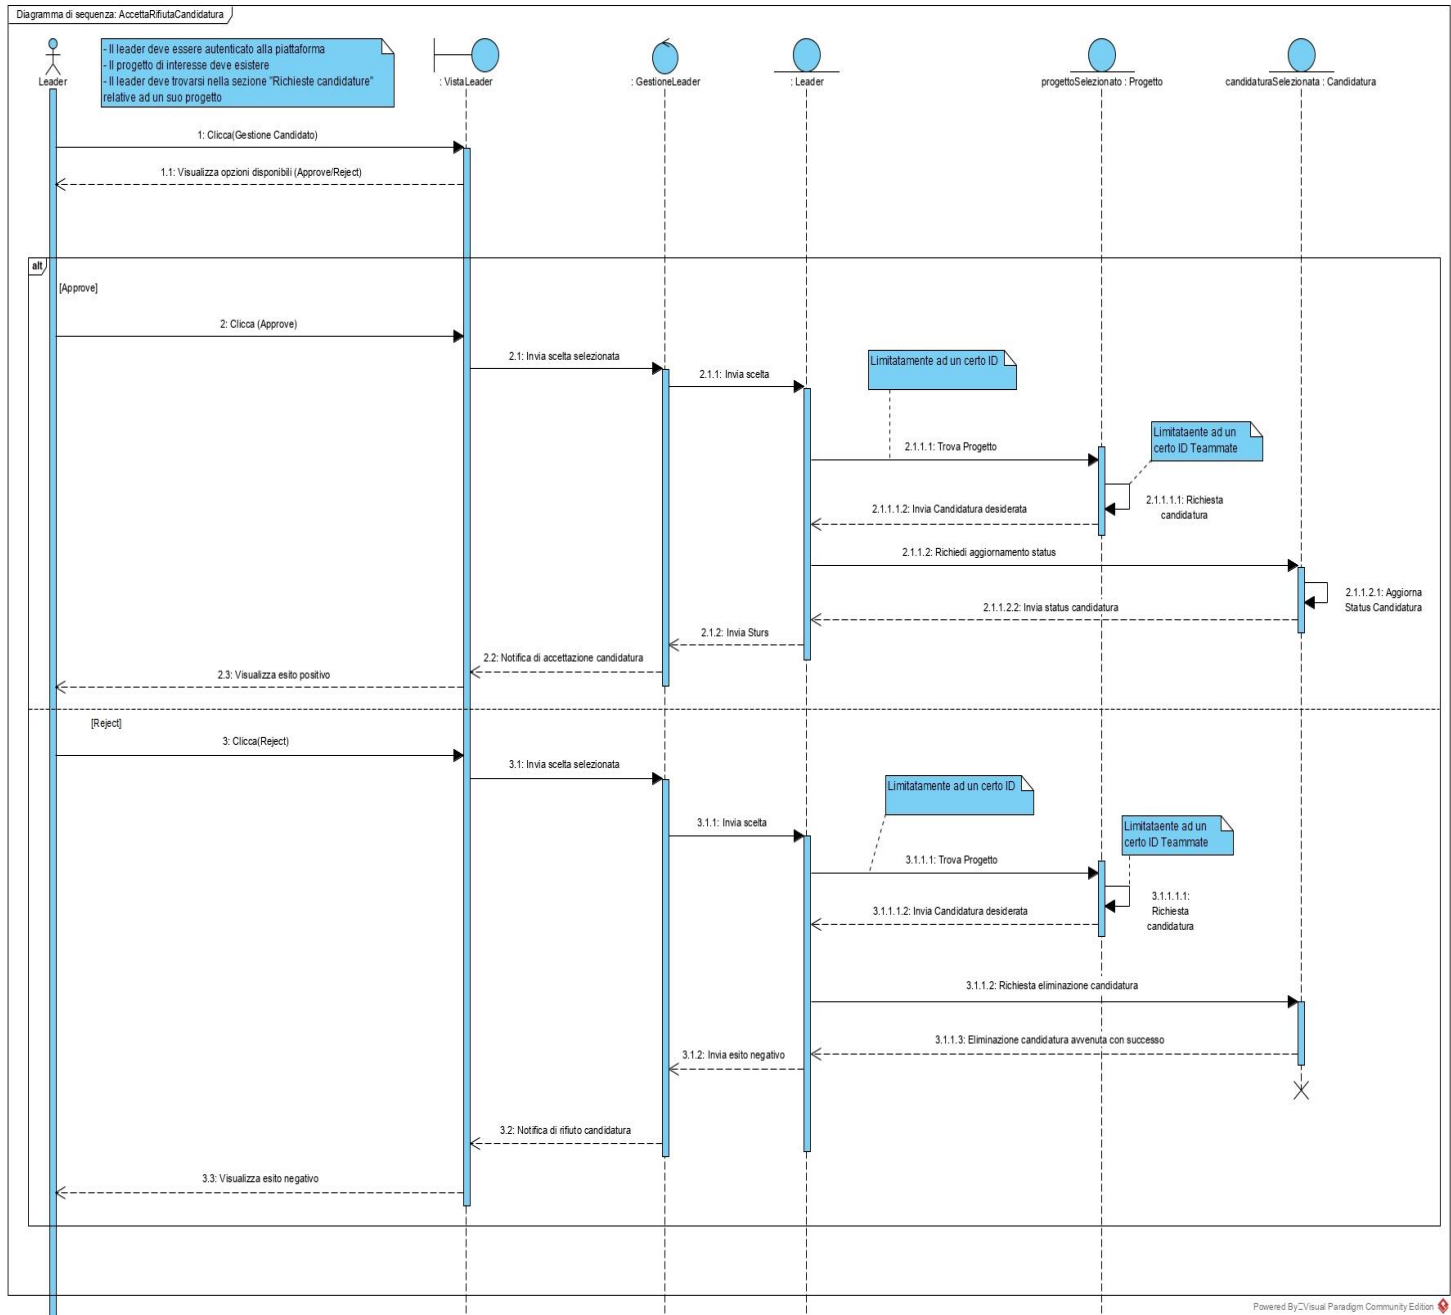 Diagramma di sequenza: AccettaRifiutaCandidatura
- Il leader deve essere autenticato alla piattaforma
- Il progetto di interesse deve esistere
- Il leader deve trovarsi nella sezione "Richieste candidature"
relative ad un suo progetto
Leader
: VistaLeader
: GestioneLeader
: Leader
progettoSelezionato : Progetto
candidaturaSelezionata : Candidatura
1: Clicca(Gestione Candidato)
1.1: Visualizza opzioni disponibili (Approve/Reject)
alt
[Approve]
2: Clicca (Approve)
2.1: Invia scelta selezionata
2.1.1: Invia scelta
Limitatamente ad un certo ID
2.1.1.1: Trova Progetto
Limitataente ad un
certo ID Teammate
2.1.1.1.1: Richiesta
candidatura
2.1.1.1.2: Invia Candidatura desiderata
2.1.1.2: Richiedi aggiornamento status
2.1.1.2.1: Aggiorna
Status Candidatura
2.1.1.2.2: Invia status candidatura
2.1.2: Invia Sturs
2.2: Notifica di accettazione candidatura
2.3: Visualizza esito positivo
[Reject]
3: Clicca(Reject)
3.1: Invia scelta selezionata
3.1.1: Invia scelta
Limitatamente ad un certo ID
3.1.1.1: Trova Progetto
Limitataente ad un
certo ID Teammate
3.1.1.1.1:
Richiesta
candidatura
3.1.1.1.2: Invia Candidatura desiderata
3.1.1.2: Richiesta eliminazione candidatura
3.1.1.3: Eliminazione candidatura avvenuta con successo
3.1.2: Invia esito negativo
3.2: Notifica di rifiuto candidatura
3.3: Visualizza esito negativo
Powered By Visual Paradigm Community Edition